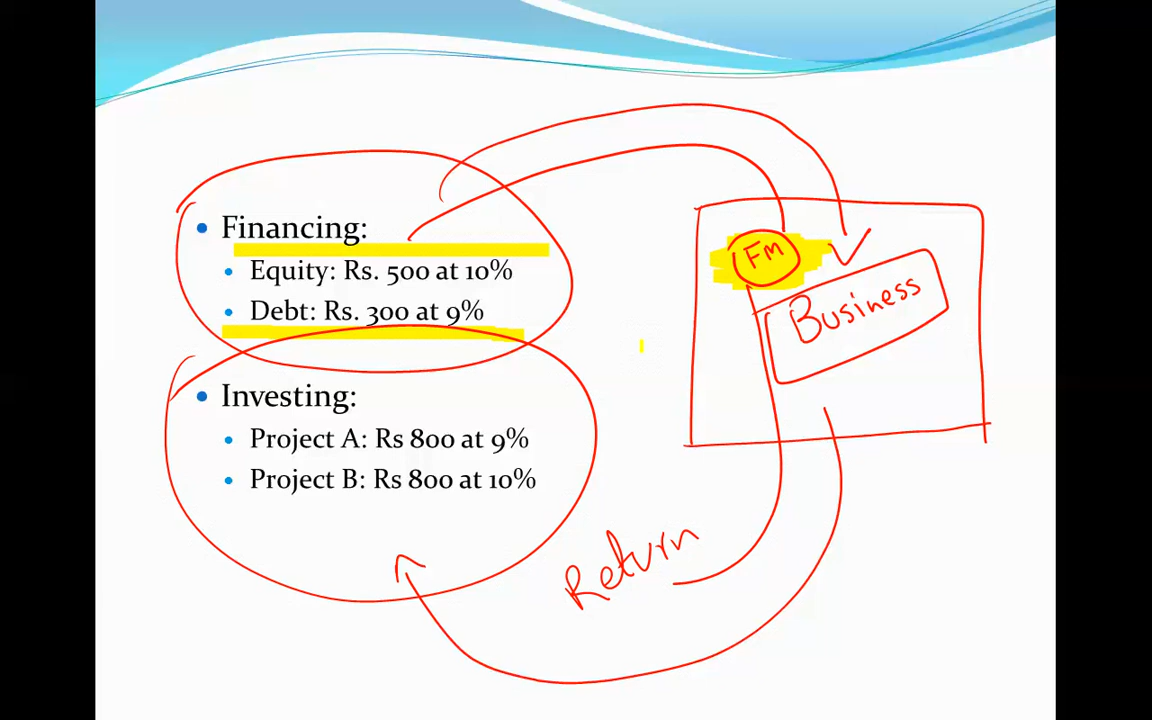 Financing:
Equity: Rs. 500 at 10%
Debt: Rs. 300 at 9%
Investing:
Project A: Rs 800 at 9%
Project B: Rs 800 at 10%
Fm
Business
Return